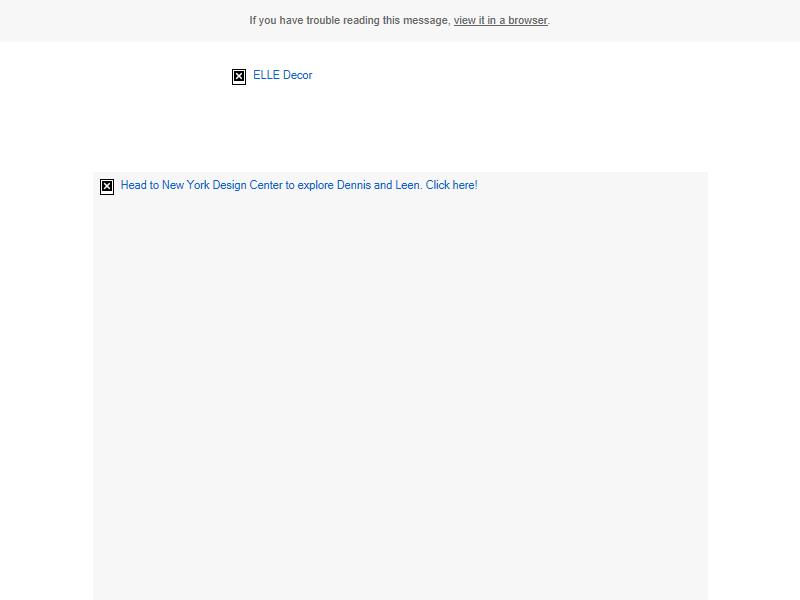 If you have trouble reading this message, view it in a browser.
ELLE Decor
Head to New York Design Center to explore Dennis and Leen. Click here!